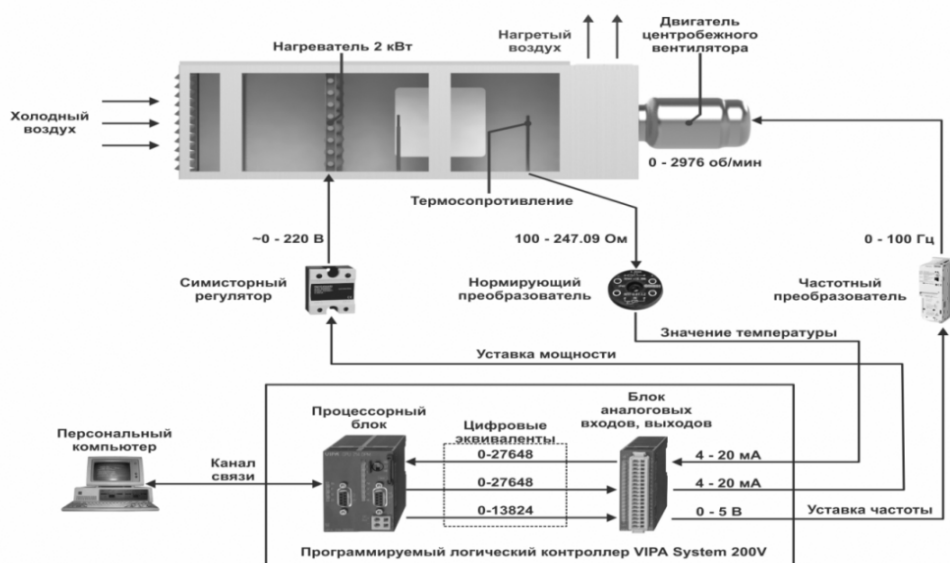 Нагретый
воздух
Двигатель
центробежного
вентилятора
Нагреватель 2 кВт
Холодный
воздух
0 - 2976 об/мин
Термосопротивление
~0 - 220 В
100 - 247.09 Ом
0 - 100 Гц
Симисторный
регулятор
Нормирующий
преобразователь
Частотный
преобразователь
Значение температуры
Уставка мощности
Процессорный
блок
Цифровые
эквиваленты
Блок
аналоговых
входов, выходов
Персональный
компьютер
Канал
связи
0-27648
4 - 20 мА
0-27648
4 - 20 мА
0-13824
0 - 5 В
Уставка частоты
Программируемый логический контроллер VIPA System 200V